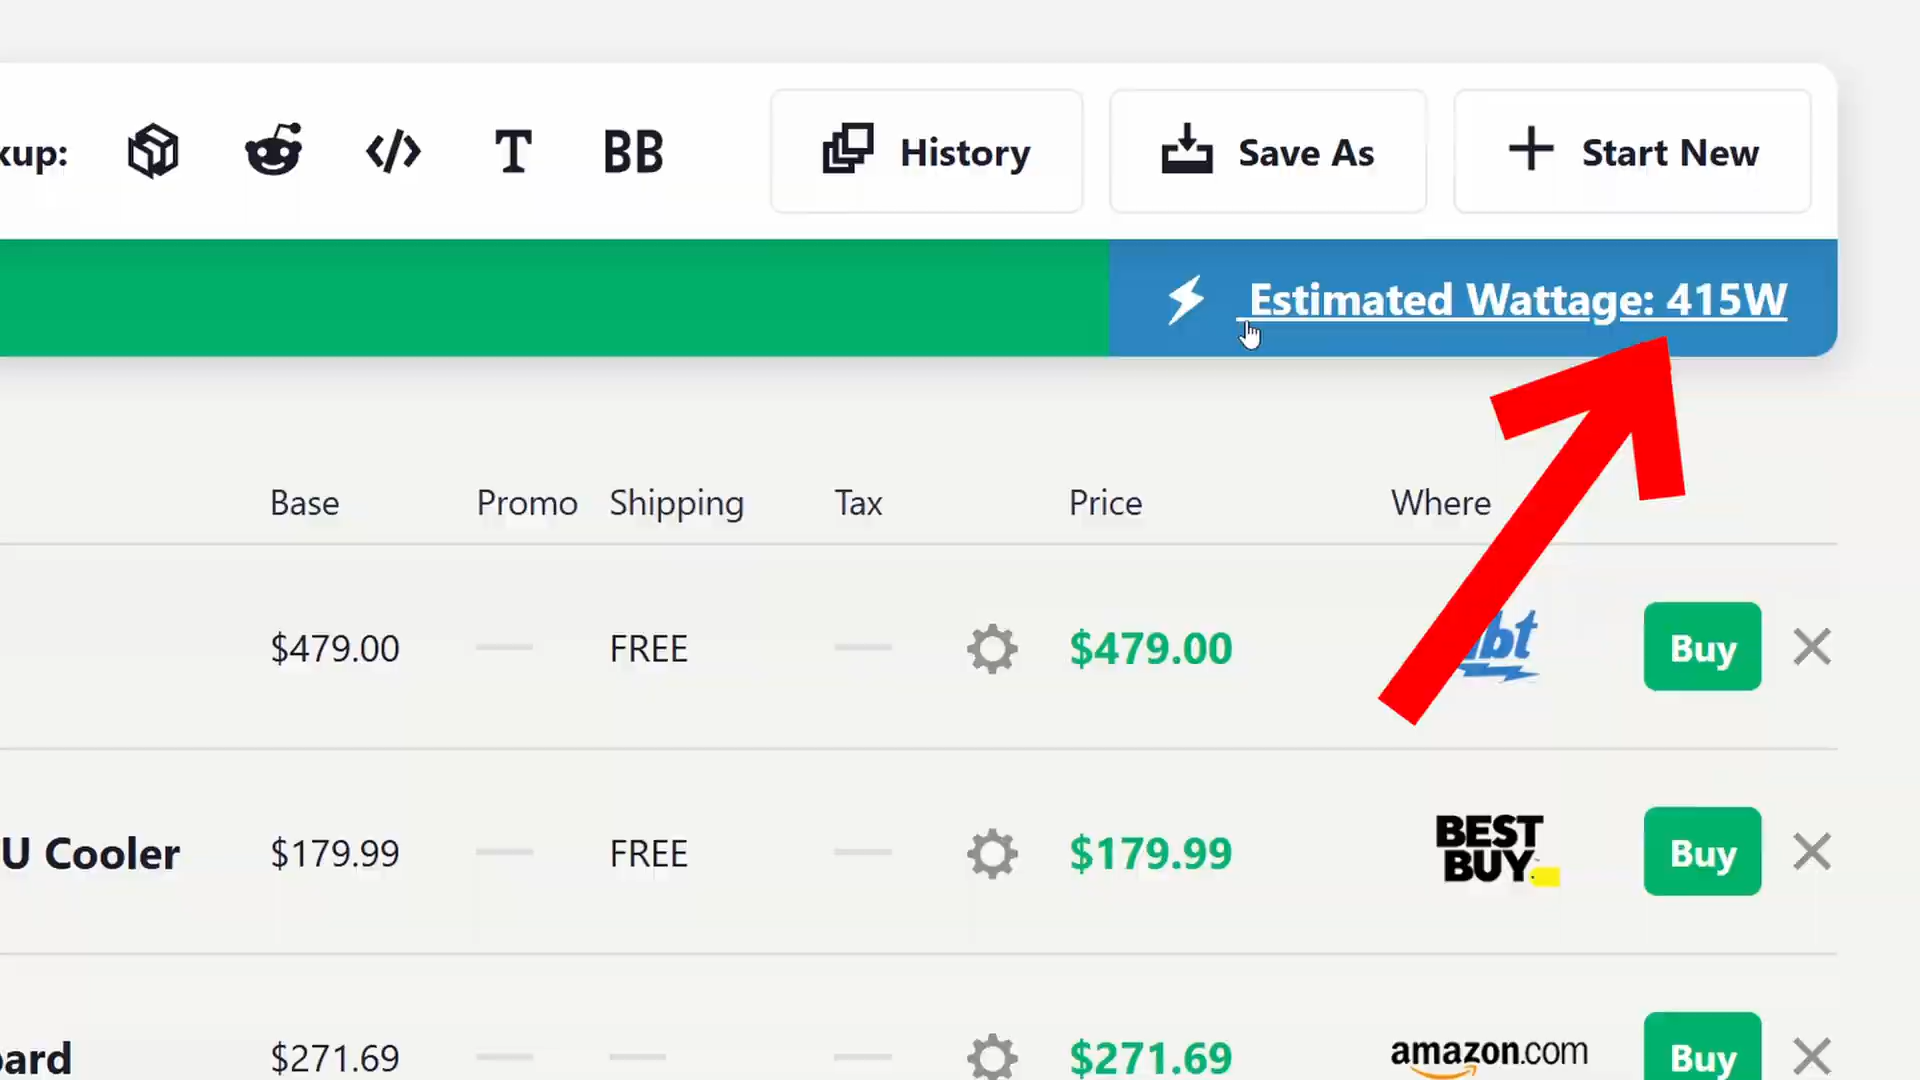 kup:
T
BB
History
Save As
Start New
Estimated Wattage: 415W
Base Promo Shipping Tax Price Where
$479.00 FREE $479.00 Buy
U Cooler $179.99 FREE $179.99 BEST BUY Buy
oard $271.69 $271.69 amazon.com Buy